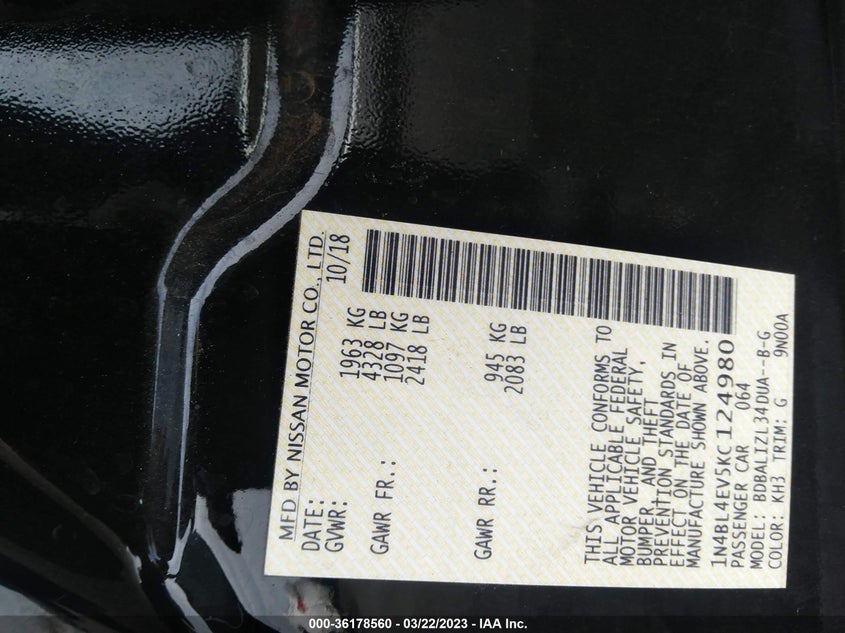 MFD BY NISSAN MOTOR CO., LTD.
DATE: 10/18
GVWR: 1963 KG
4328 LB
GAWR FR.: 1097 KG
2418 LB
GAWR RR.: 945 KG
2083 LB
THIS VEHICLE CONFORMS TO
ALL APPLICABLE FEDERAL
MOTOR VEHICLE SAFETY,
BUMPER, AND THEFT
PREVENTION STANDARDS IN
EFFECT ON THE DATE OF
MANUFACTURE SHOWN ABOVE.
1N4BL4EV5KC124980
PASSENGER CAR 064
MODEL: BDBALIZL34DUA--B-G
COLOR: KH3 TRIM: G 9N00A
000-36178560 - 03/22/2023 - IAA Inc.